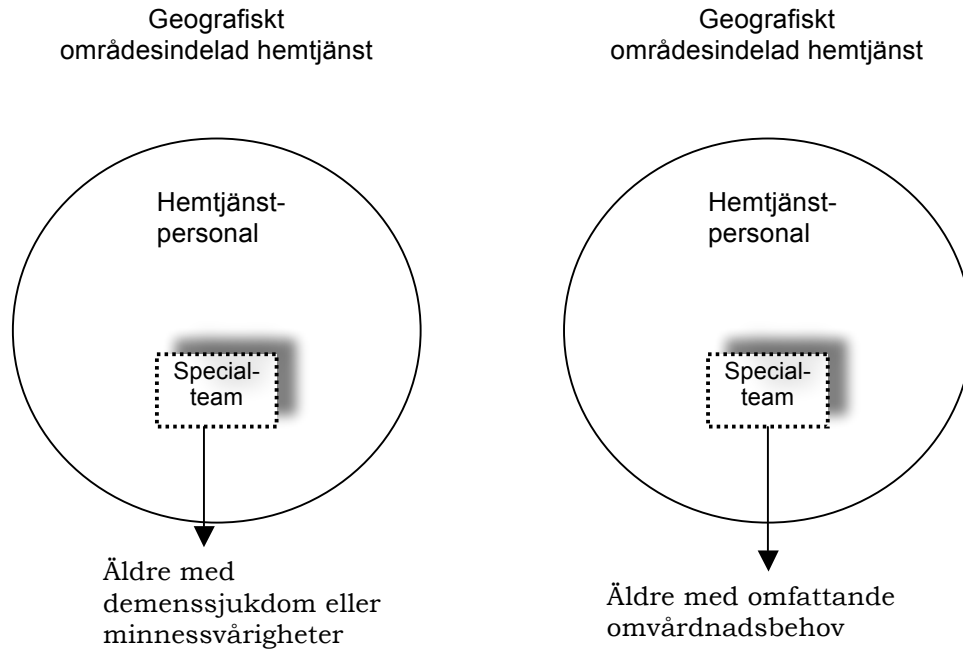 Geografiskt
områdesindelad hemtjänst
Hemtjänst-
personal
Special-
team
Äldre med
demenssjukdom eller
minnessvårigheter
Geografiskt
områdesindelad hemtjänst
Hemtjänst-
personal
Special-
team
Äldre med omfattande
omvårdnadsbehov